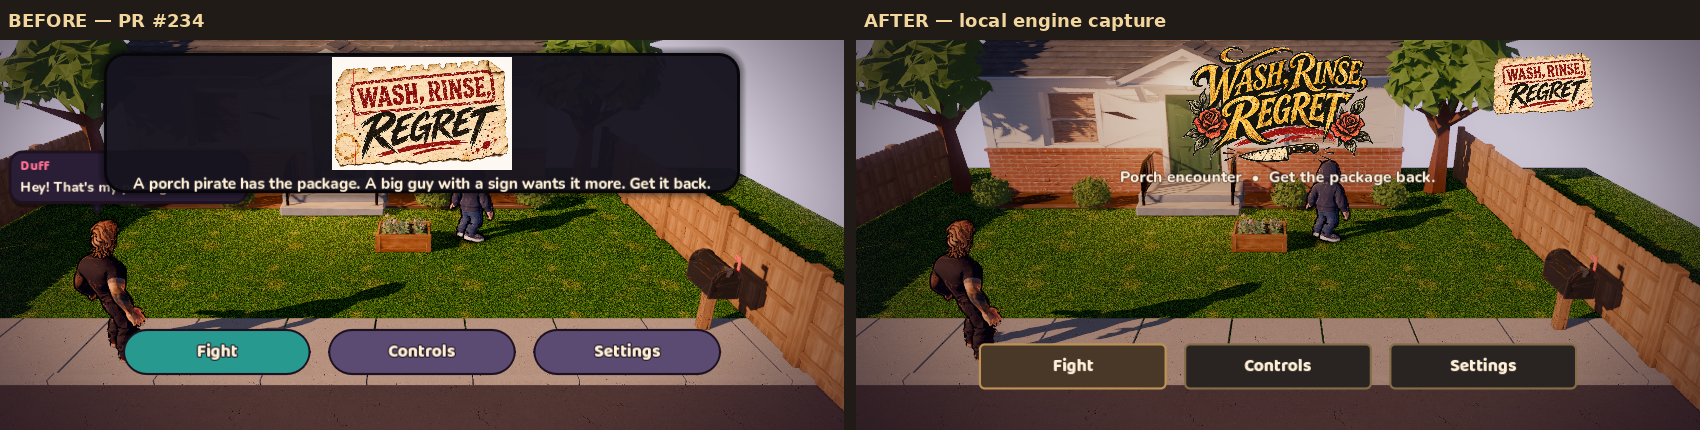 BEFORE — PR #234
WASH, RINSE,
REGRET
Duff
Hey! That's my
A porch pirate has the package. A big guy with a sign wants it more. Get it back.
Fight
Controls
Settings
AFTER — local engine capture
WASH, RINSE,
REGRET
WASH, RINSE,
REGRET
Porch encounter • Get the package back.
Fight
Controls
Settings